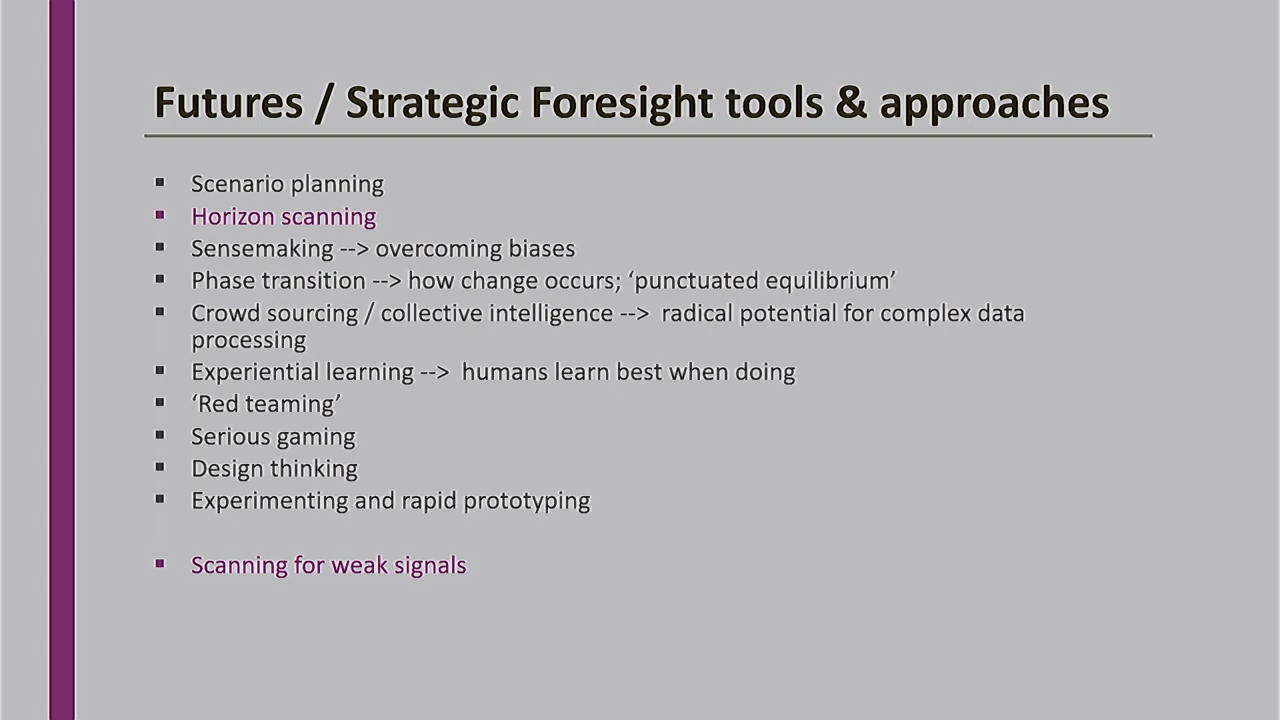 Futures / Strategic Foresight tools & approaches
▪ Scenario planning
▪ Horizon scanning
▪ Sensemaking --> overcoming biases
▪ Phase transition --> how change occurs; ‘punctuated equilibrium’
▪ Crowd sourcing / collective intelligence --> radical potential for complex data
processing
▪ Experiential learning --> humans learn best when doing
▪ ‘Red teaming’
▪ Serious gaming
▪ Design thinking
▪ Experimenting and rapid prototyping
▪ Scanning for weak signals